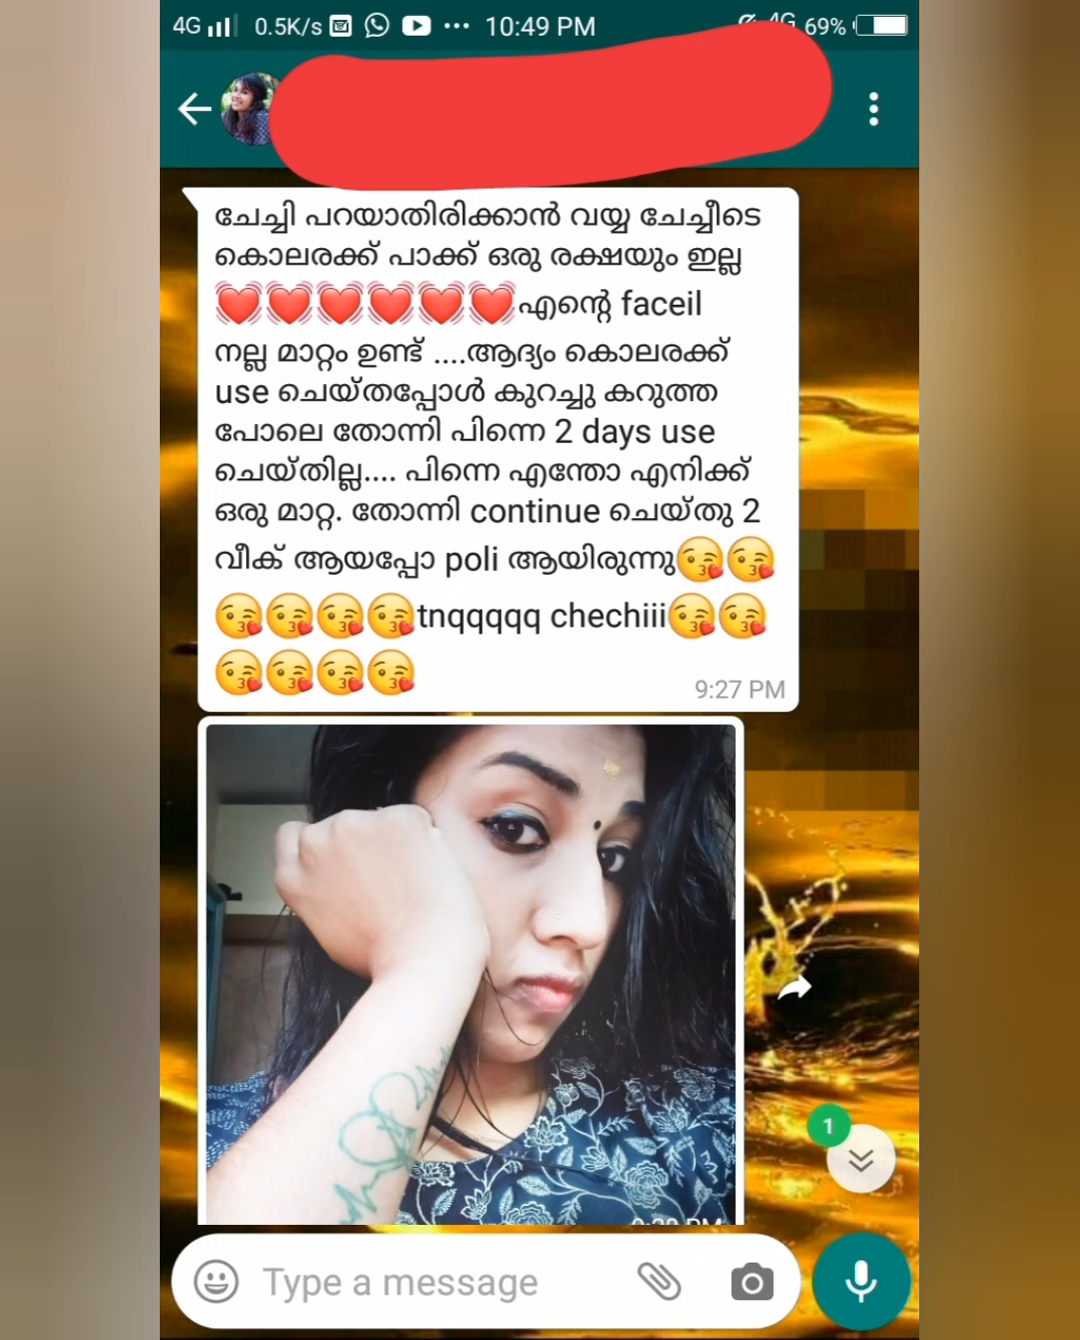 4G 0.5K/s ... 10:49 PM 4G 69%
ചേച്ചി പറയാതിരിക്കാൻ വയ്യ ചേച്ചീടെ
കൊലരക്ക് പാക്ക് ഒരു രക്ഷയും ഇല്ല
💓💓💓💓💓💓എന്റെ faceil
നല്ല മാറ്റം ഉണ്ട് ....ആദ്യം കൊലരക്ക്
use ചെയ്തപ്പോൾ കുറച്ചു കറുത്ത
പോലെ തോന്നി പിന്നെ 2 days use
ചെയ്തില്ല.... പിന്നെ എന്തോ എനിക്ക്
ഒരു മാറ്റ. തോന്നി continue ചെയ്തു 2
വീക് ആയപ്പോ poli ആയിരുന്നു😘😘
😘😘😘😘tnqqqqq chechiii😘😘
😘😘😘😘
9:27 PM
1
Type a message